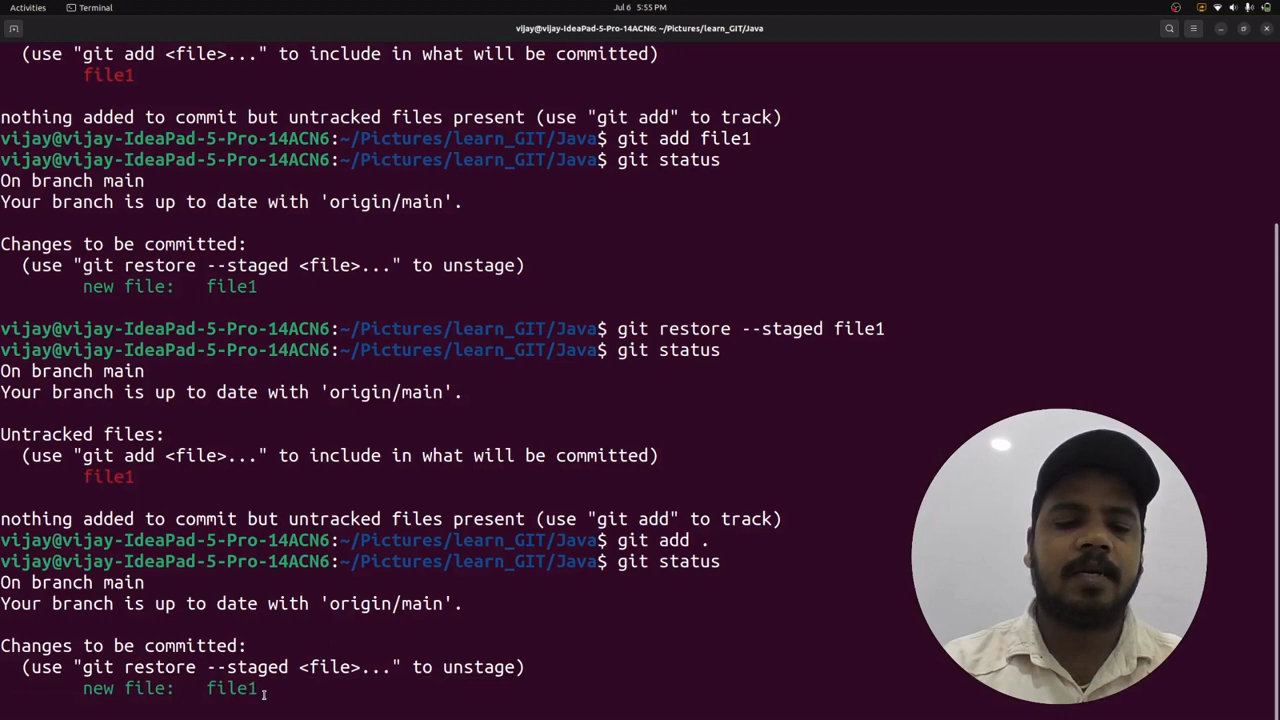 Activities
Terminal
Jul 6 5:55 PM
vijay@vijay-IdeaPad-5-Pro-14ACN6: ~/Pictures/learn_GIT/Java
(use "git add <file>..." to include in what will be committed)
file1
nothing added to commit but untracked files present (use "git add" to track)
vijay@vijay-IdeaPad-5-Pro-14ACN6:~/Pictures/learn_GIT/Java$ git add file1
vijay@vijay-IdeaPad-5-Pro-14ACN6:~/Pictures/learn_GIT/Java$ git status
On branch main
Your branch is up to date with 'origin/main'.
Changes to be committed:
(use "git restore --staged <file>..." to unstage)
new file: file1
vijay@vijay-IdeaPad-5-Pro-14ACN6:~/Pictures/learn_GIT/Java$ git restore --staged file1
vijay@vijay-IdeaPad-5-Pro-14ACN6:~/Pictures/learn_GIT/Java$ git status
On branch main
Your branch is up to date with 'origin/main'.
Untracked files:
(use "git add <file>..." to include in what will be committed)
file1
nothing added to commit but untracked files present (use "git add" to track)
vijay@vijay-IdeaPad-5-Pro-14ACN6:~/Pictures/learn_GIT/Java$ git add .
vijay@vijay-IdeaPad-5-Pro-14ACN6:~/Pictures/learn_GIT/Java$ git status
On branch main
Your branch is up to date with 'origin/main'.
Changes to be committed:
(use "git restore --staged <file>..." to unstage)
new file: file1